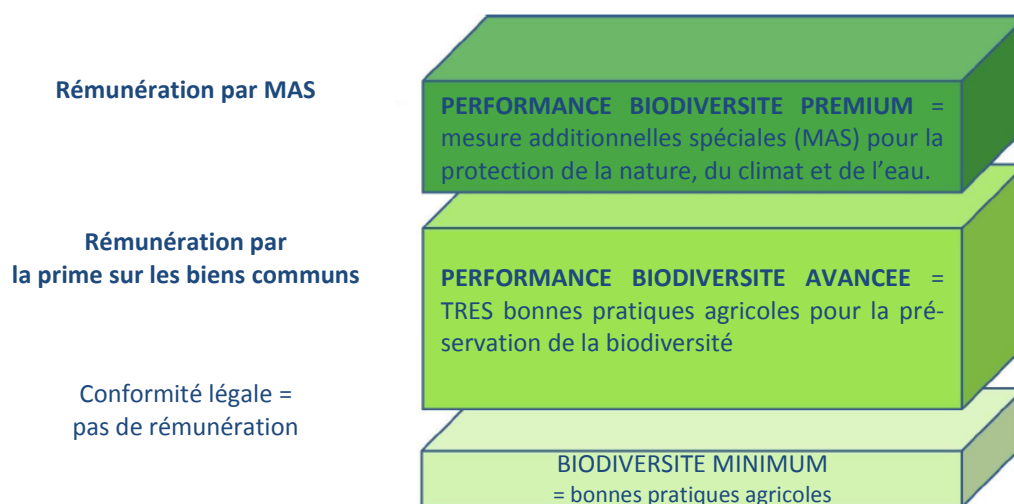 Rémunération par MAS
PERFORMANCE BIODIVERSITE PREMIUM =
mesure additionnelles spéciales (MAS) pour la
protection de la nature, du climat et de l'eau.
Rémunération par
la prime sur les biens communs
PERFORMANCE BIODIVERSITE AVANCEE =
TRES bonnes pratiques agricoles pour la pré-
servation de la biodiversité
Conformité légale =
pas de rémunération
BIODIVERSITE MINIMUM
= bonnes pratiques agricoles